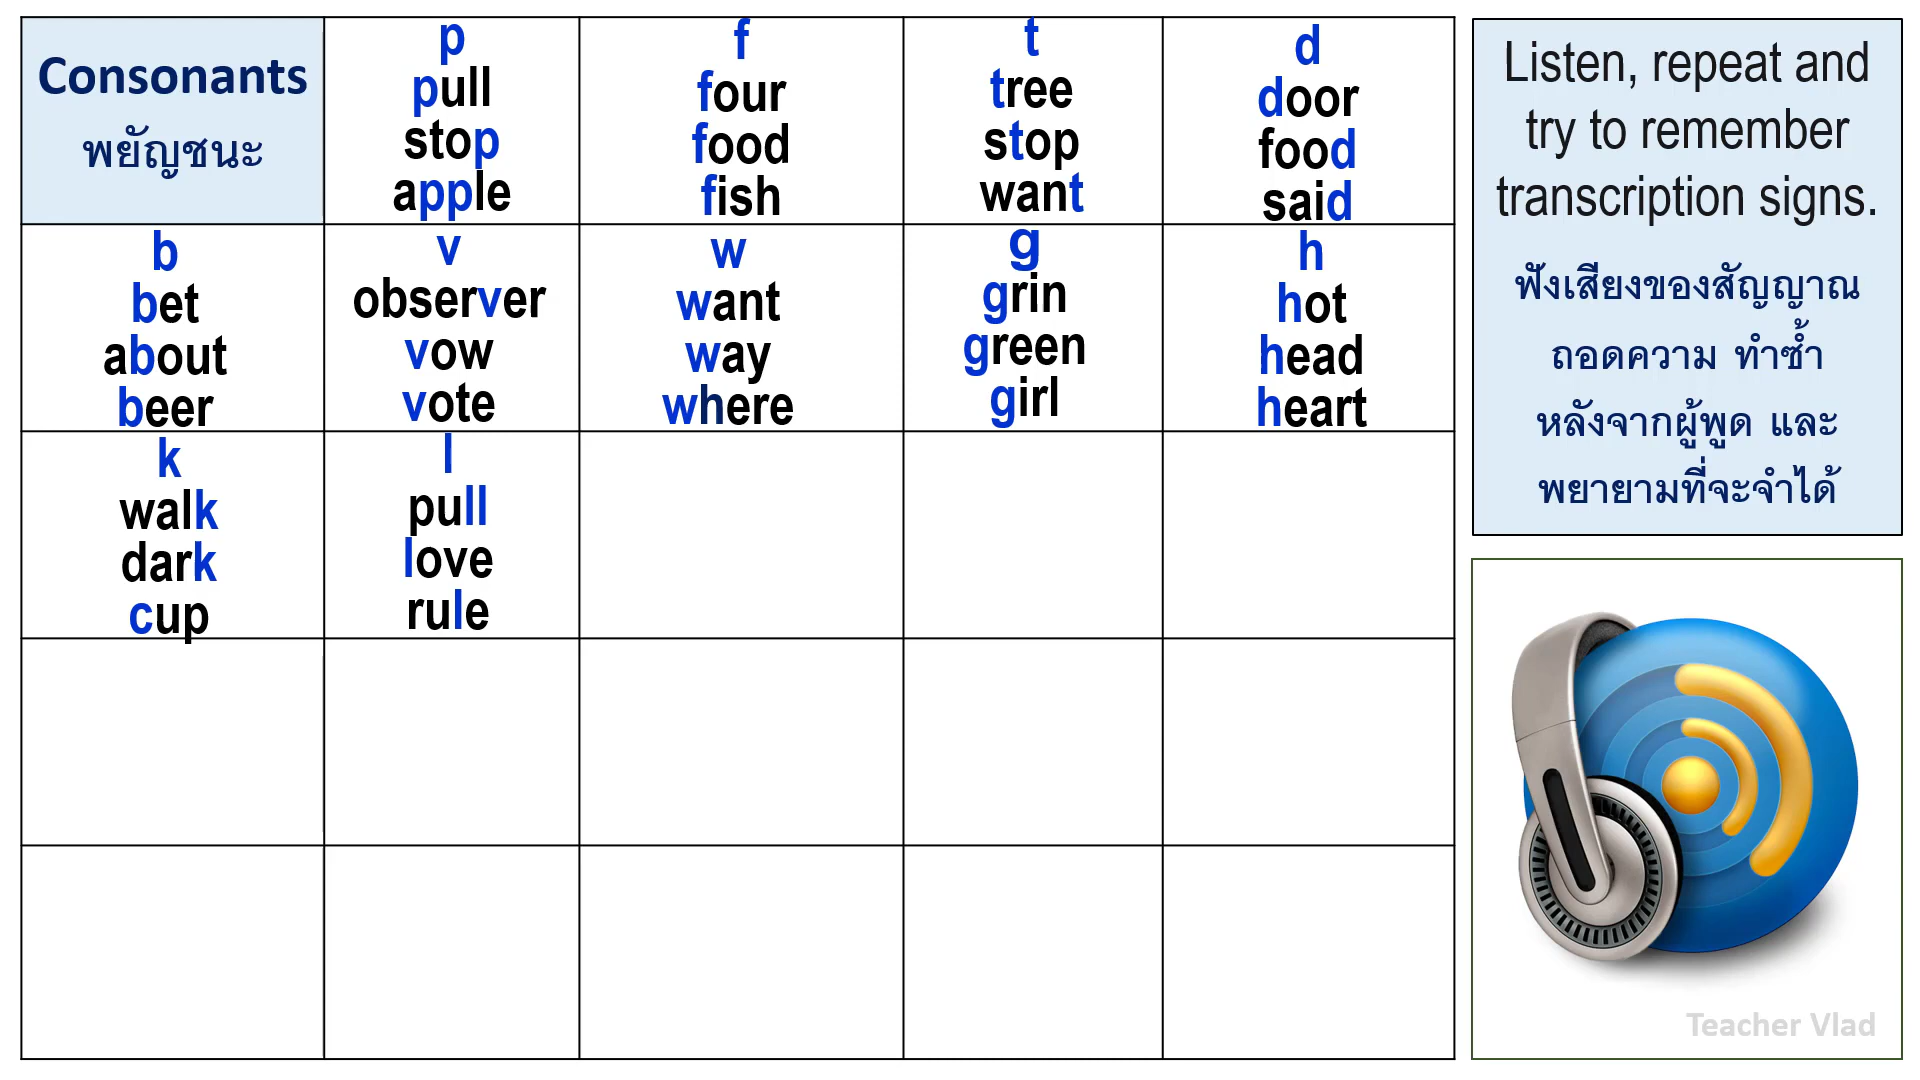 Consonants
พยัญชนะ
p
pull
stop
apple
f
four
food
fish
t
tree
stop
want
d
door
food
said
b
bet
about
beer
v
observer
vow
vote
w
want
way
where
g
grin
green
girl
h
hot
head
heart
k
walk
dark
cup
l
pull
love
rule
Listen, repeat and
try to remember
transcription signs.
ฟังเสียงของสัญญาณ
ถอดความ ทำซ้ำ
หลังจากผู้พูด และ
พยายามที่จะจำได้
Teacher Vlad